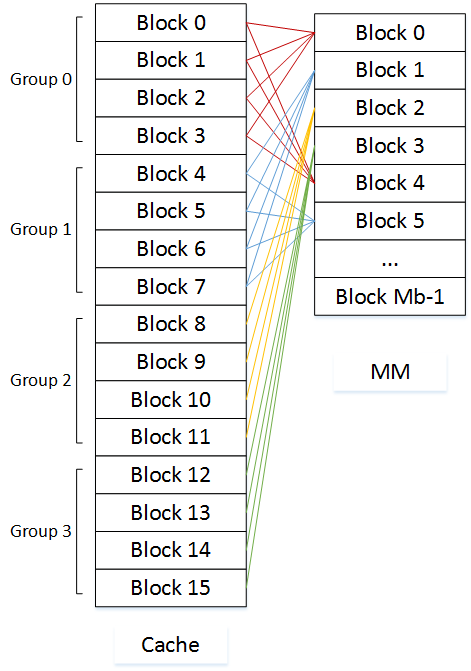 Group 0
Group 1
Group 2
Group 3
Block 0
Block 1
Block 2
Block 3
Block 4
Block 5
Block 6
Block 7
Block 8
Block 9
Block 10
Block 11
Block 12
Block 13
Block 14
Block 15
Cache
Block 0
Block 1
Block 2
Block 3
Block 4
Block 5
...
Block Mb-1
MM